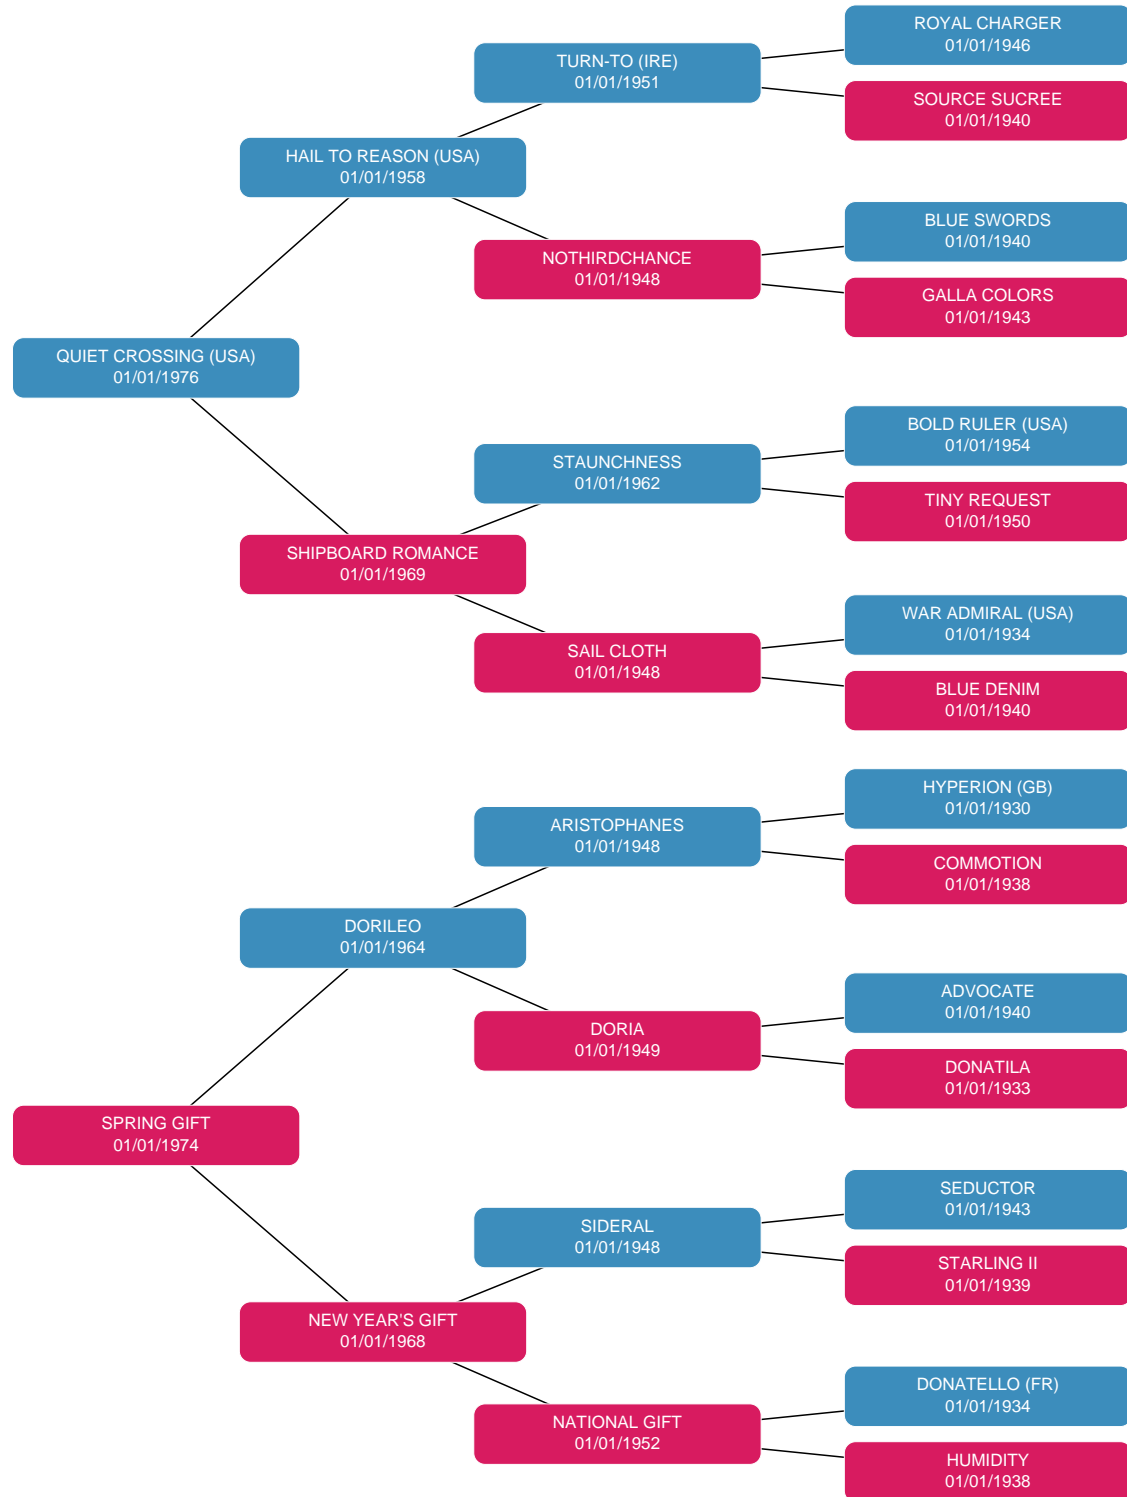 ROYAL CHARGER
01/01/1946
TURN-TO (IRE)
01/01/1951
SOURCE SUCREE
01/01/1940
HAIL TO REASON (USA)
01/01/1958
BLUE SWORDS
01/01/1940
NOTHIRDCHANCE
01/01/1948
GALLA COLORS
01/01/1943
QUIET CROSSING (USA)
01/01/1976
BOLD RULER (USA)
01/01/1954
STAUNCHNESS
01/01/1962
TINY REQUEST
01/01/1950
SHIPBOARD ROMANCE
01/01/1969
WAR ADMIRAL (USA)
01/01/1934
SAIL CLOTH
01/01/1948
BLUE DENIM
01/01/1940
HYPERION (GB)
01/01/1930
ARISTOPHANES
01/01/1948
COMMOTION
01/01/1938
DORILEO
01/01/1964
ADVOCATE
01/01/1940
DORIA
01/01/1949
DONATILA
01/01/1933
SPRING GIFT
01/01/1974
SEDUCTOR
01/01/1943
SIDERAL
01/01/1948
STARLING II
01/01/1939
NEW YEAR'S GIFT
01/01/1968
DONATELLO (FR)
01/01/1934
NATIONAL GIFT
01/01/1952
HUMIDITY
01/01/1938